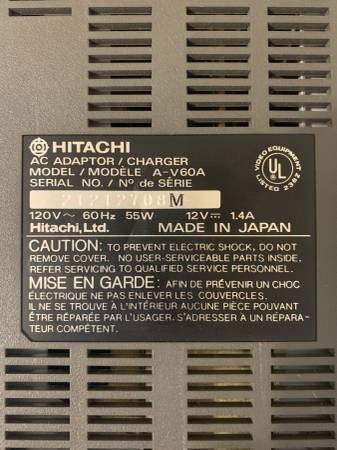 HITACHI
AC ADAPTOR/CHARGER
MODEL/MODÈLE A-V60A
SERIAL NO./Nº de SÉRIE
21212708M
120V~ 60Hz 55W 12V⎓ 1.4A
Hitachi,Ltd. MADE IN JAPAN
VIDEO EQUIPMENT
UL
LISTED 23B2
CAUTION: TO PREVENT ELECTRIC SHOCK, DO NOT
REMOVE COVER. NO USER-SERVICEABLE PARTS INSIDE.
REFER SERVICING TO QUALIFIED SERVICE PERSONNEL.
MISE EN GARDE: AFIN DE PRÉVENIR UN CHOC
ÉLECTRIQUE NE PAS ENLEVER LES COUVERCLES.
IL NE SE TROUVE À L'INTÉRIEUR AUCUNE PIÈCE POUVANT
ÊTRE RÉPARÉE PAR L'USAGER. S'ADRESSER À UN RÉPARA-
TEUR COMPÉTENT.